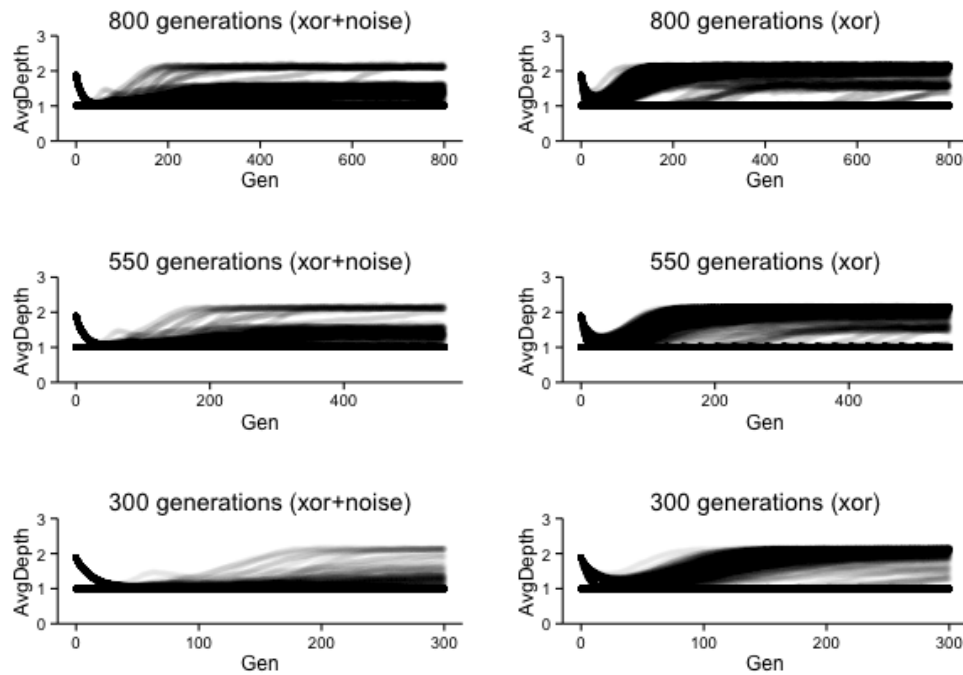 800 generations (xor+noise)
3
2
1
0
AvgDepth
0 200 400 600 800
Gen
800 generations (xor)
3
2
1
0
AvgDepth
0 200 400 600 800
Gen
550 generations (xor+noise)
3
2
1
0
AvgDepth
0 200 400
Gen
550 generations (xor)
3
2
1
0
AvgDepth
0 200 400
Gen
300 generations (xor+noise)
3
2
1
0
AvgDepth
0 100 200 300
Gen
300 generations (xor)
3
2
1
0
AvgDepth
0 100 200 300
Gen